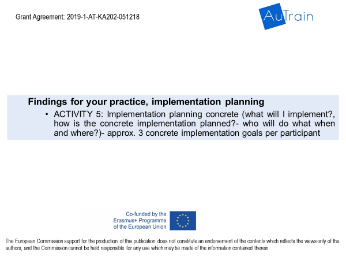 Grant Agreement: 2019-1-AT-KA202-051218
AuTrain
Findings for your practice, implementation planning
• ACTIVITY 5: Implementation planning concrete (what will I implement?,
how is the concrete implementation planned?- who will do what when
and where?)- approx. 3 concrete implementation goals per participant
Co-funded by the
Erasmus+ Programme
of the European Union
The European Commission support for the production of this publication does not constitute an endorsement of the contents which reflects the views only of the
authors, and the Commission cannot be held responsible for any use which may be made of the information contained therein